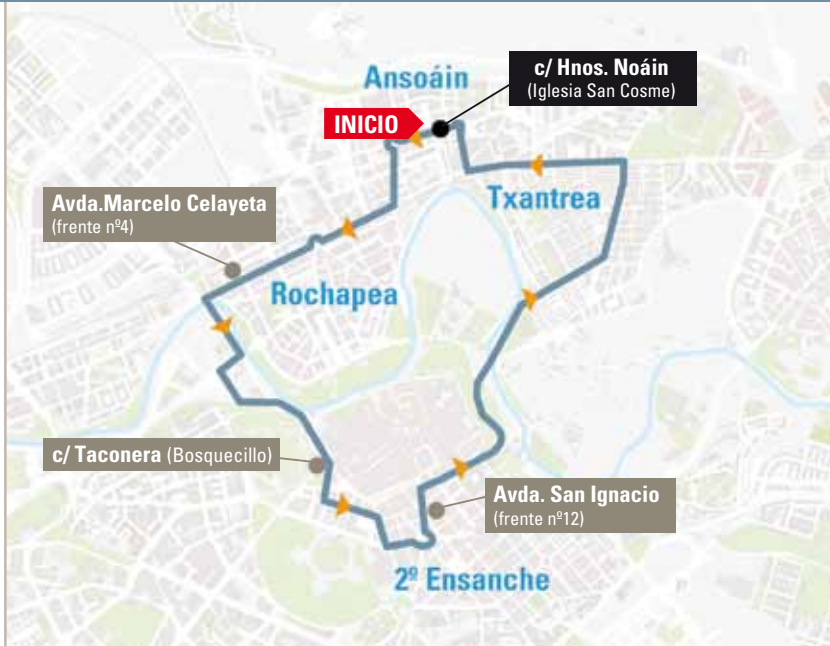 Ansoáin
c/ Hnos. Noáin
(Iglesia San Cosme)
INICIO
Avda.Marcelo Celayeta
(frente nº4)
Txantrea
Rochapea
c/ Taconera (Bosquecillo)
Avda. San Ignacio
(frente nº12)
2º Ensanche